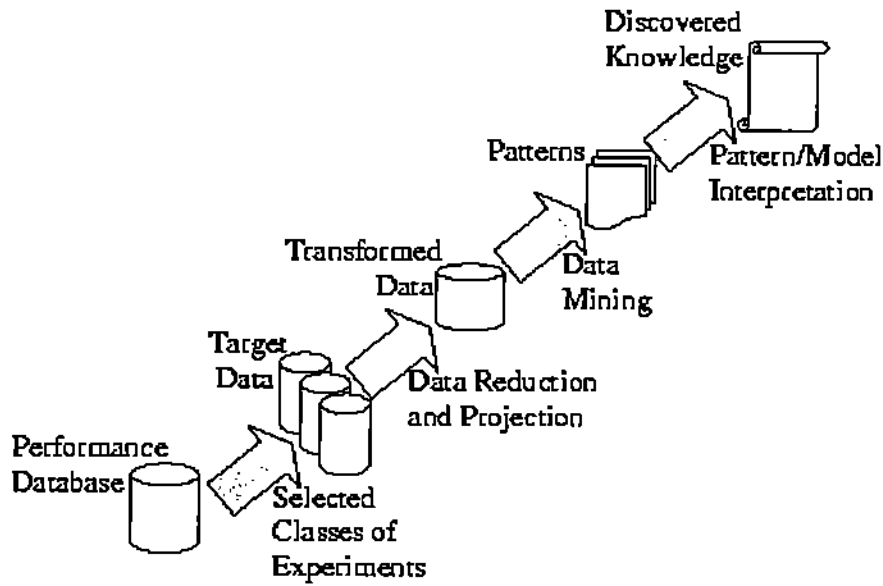 Discovered
Knowledge
Pattern/Model
Interpretation
Patterns
Data
Mining
Transformed
Data
Data Reduction
and Projection
Target
Data
Selected
Classes of
Experiments
Performance
Database